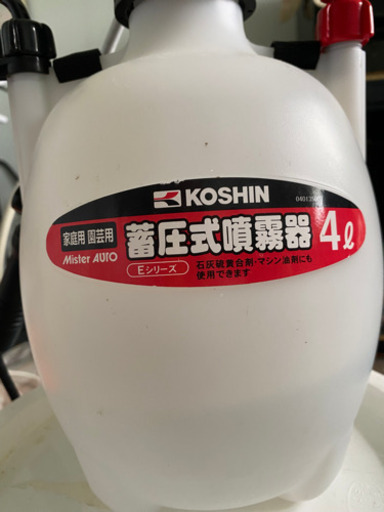 KOSHIN
家庭用 園芸用
Mister AUTO
蓄圧式噴霧器 4ℓ
Eシリーズ
石灰硫黄合剤・マシン油剤にも
使用できます